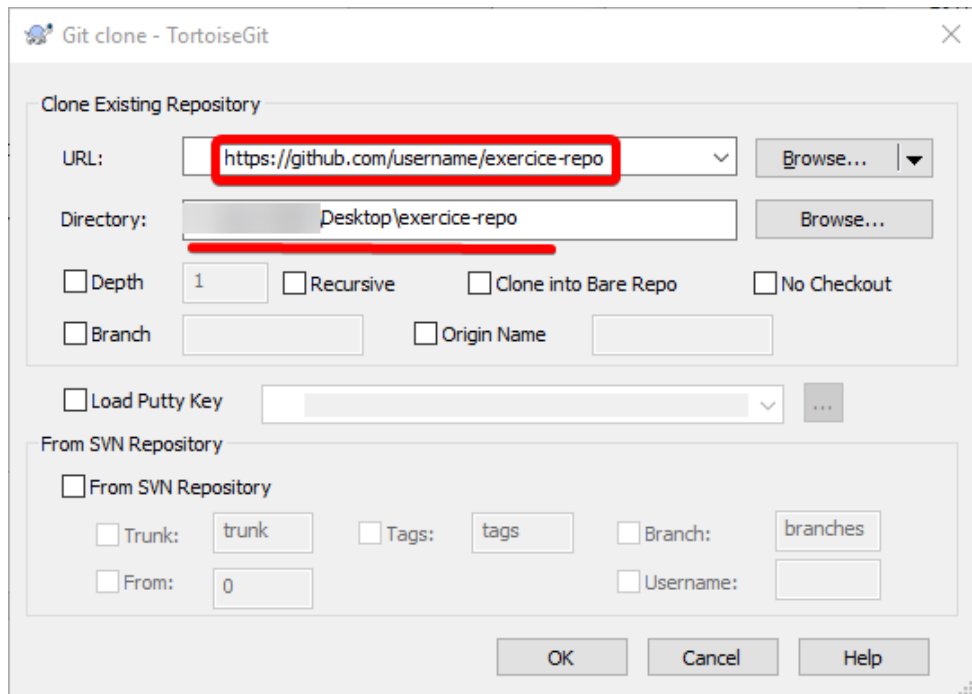 Git clone - TortoiseGit
Clone Existing Repository
URL: https://github.com/username/exercice-repo Browse...
Directory: Desktop\exercice-repo Browse...
Depth 1 Recursive Clone into Bare Repo No Checkout
Branch Origin Name
Load Putty Key ...
From SVN Repository
From SVN Repository
Trunk: trunk Tags: tags Branch: branches
From: 0 Username:
OK Cancel Help